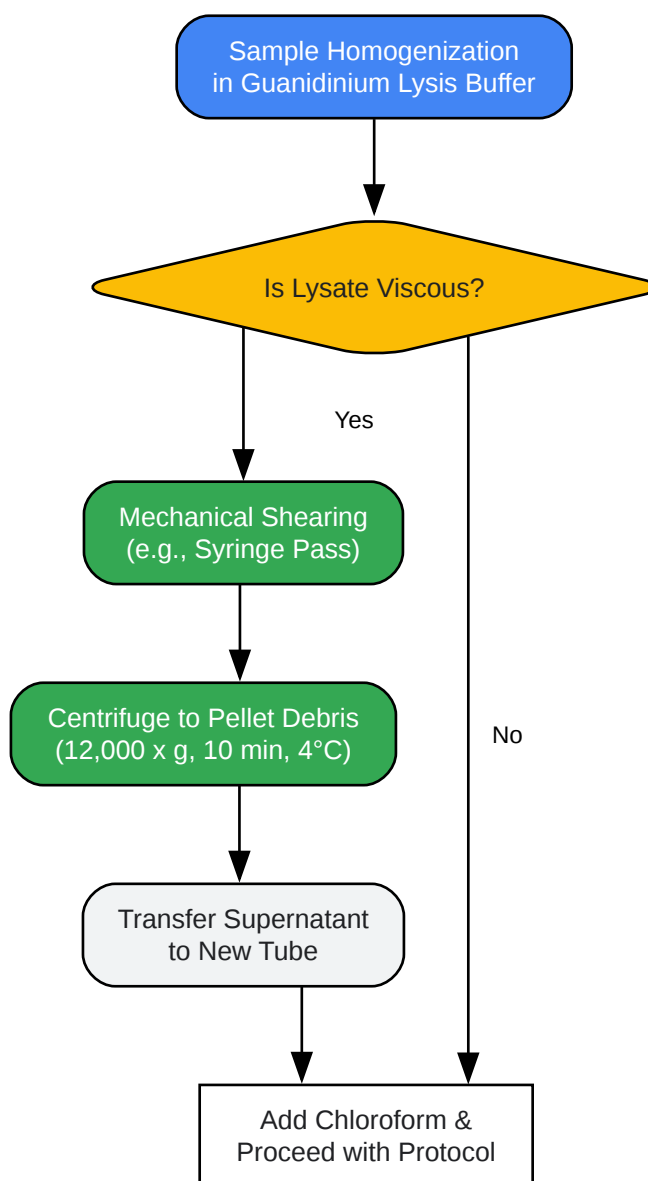 Sample Homogenization
in Guanidinium Lysis Buffer
Is Lysate Viscous?
Yes
Mechanical Shearing
(e.g., Syringe Pass)
Centrifuge to Pellet Debris
(12,000 x g, 10 min, 4°C)
No
Transfer Supernatant
to New Tube
Add Chloroform &
Proceed with Protocol